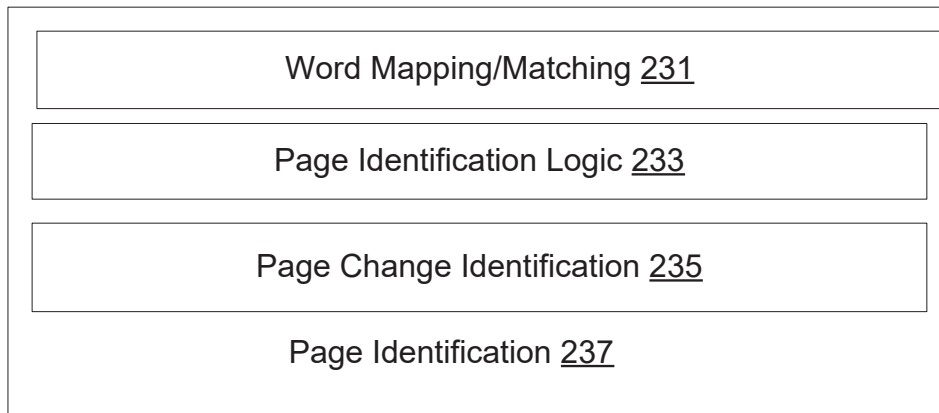 Word Mapping/Matching 231
Page Identification Logic 233
Page Change Identification 235
Page Identification 237